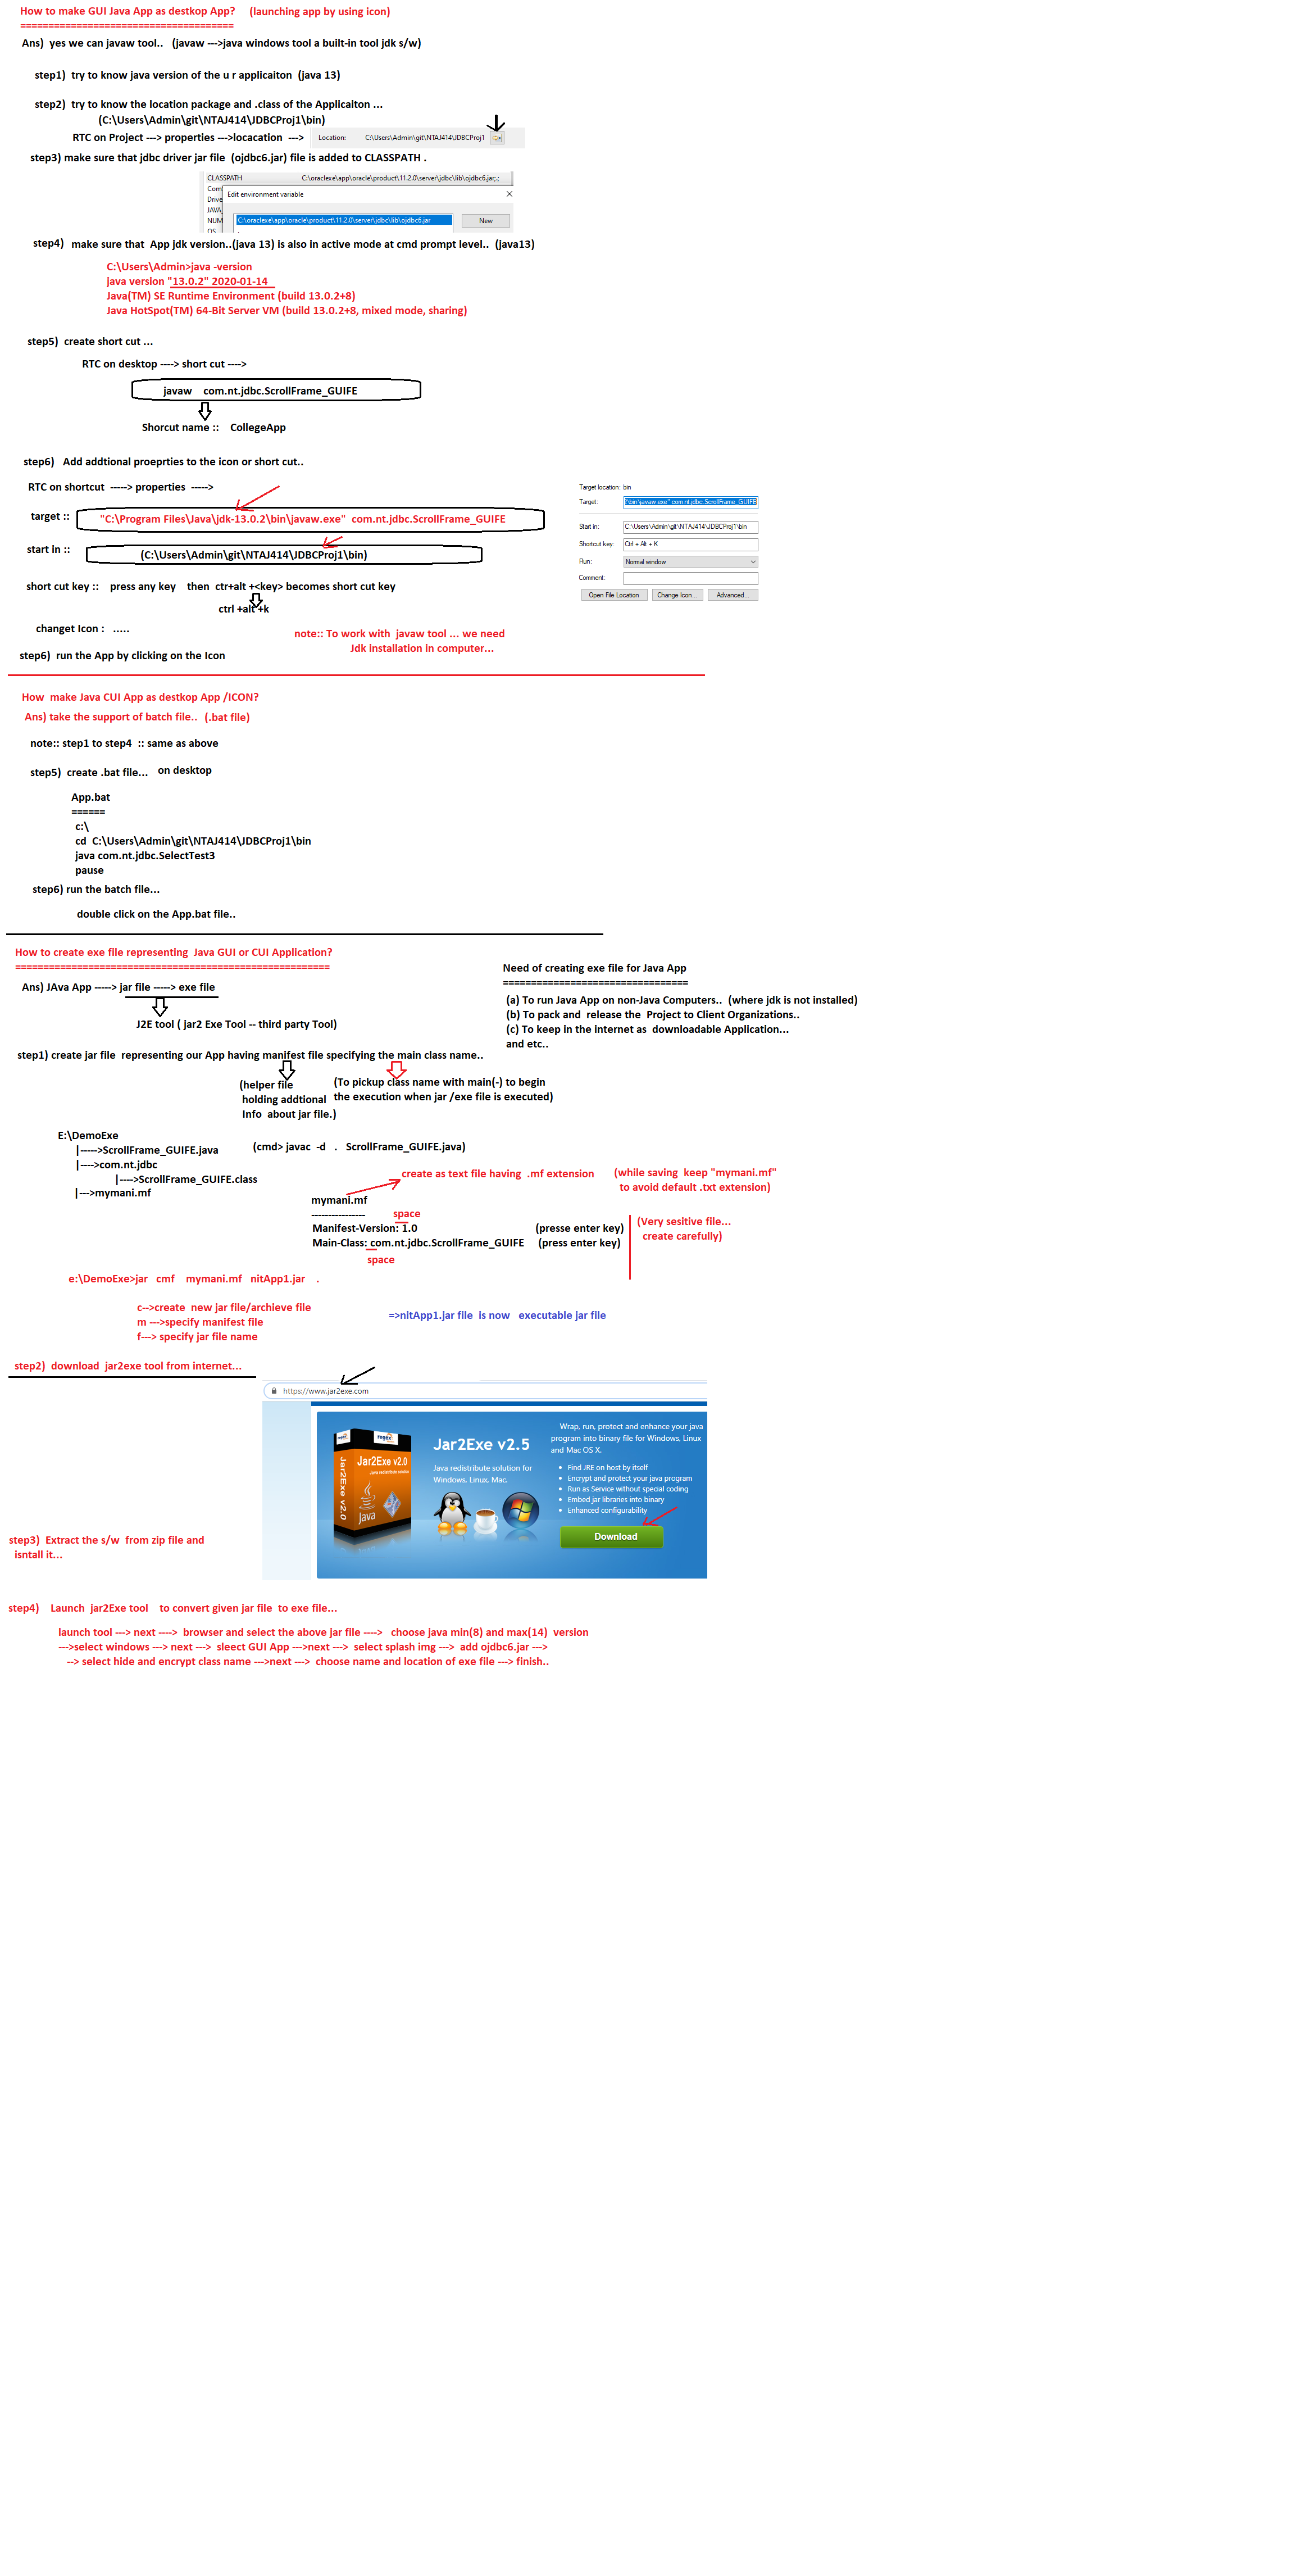 How to make GUI Java App as destkop App?    (launching app by using icon)
======================================
Ans)  yes we can javaw tool..   (javaw --->java windows tool a built-in tool jdk s/w)
step1)  try to know java version of the u r applicaiton  (java 13)
step2)  try to know the location package and .class of the Applicaiton ...
(C:\Users\Admin\git\NTAJ414\JDBCProj1\bin)
RTC on Project ---> properties --->locacation  --->    Location:    C:\Users\Admin\git\NTAJ414\JDBCProj1
step3) make sure that jdbc driver jar file  (ojdbc6.jar) file is added to CLASSPATH .
CLASSPATH    C:\oraclexe\app\oracle\product\11.2.0\server\jdbc\lib\ojdbc6.jar;.;
Com
Edit environment variable
Drive
JAVA_
NUM    C:\oraclexe\app\oracle\product\11.2.0\server\jdbc\lib\ojdbc6.jar    New
OS
step4)  make sure that  App jdk version..(java 13) is also in active mode at cmd prompt level..  (java13)
C:\Users\Admin>java -version
java version "13.0.2" 2020-01-14
Java(TM) SE Runtime Environment (build 13.0.2+8)
Java HotSpot(TM) 64-Bit Server VM (build 13.0.2+8, mixed mode, sharing)
step5)  create short cut ...
RTC on desktop ----> short cut ---->
javaw    com.nt.jdbc.ScrollFrame_GUIFE
Shorcut name ::    CollegeApp
step6)   Add addtional proeprties to the icon or short cut..
RTC on shortcut  -----> properties  ----->
target ::    "C:\Program Files\Java\jdk-13.0.2\bin\javaw.exe"  com.nt.jdbc.ScrollFrame_GUIFE
start in ::    (C:\Users\Admin\git\NTAJ414\JDBCProj1\bin)
short cut key ::    press any key    then  ctr+alt +<key> becomes short cut key
ctrl +alt +k
changet Icon :   .....
Target location:  bin
Target:    \bin\javaw.exe" com.nt.jdbc.ScrollFrame_GUIFE
Start in:    C:\Users\Admin\git\NTAJ414\JDBCProj1\bin
Shortcut key:    Ctrl + Alt + K
Run:    Normal window
Comment:
Open File Location    Change Icon...    Advanced...
note:: To work with  javaw tool ... we need
Jdk installation in computer...
step6)  run the App by clicking on the Icon
How  make Java CUI App as destkop App /ICON?
Ans) take the support of batch file..  (.bat file)
note:: step1 to step4  :: same as above
step5)  create .bat file...   on desktop
App.bat
======
c:\
cd  C:\Users\Admin\git\NTAJ414\JDBCProj1\bin
java com.nt.jdbc.SelectTest3
pause
step6) run the batch file...
double click on the App.bat file..
How to create exe file representing  Java GUI or CUI Application?
========================================================
Ans) JAva App -----> jar file -----> exe file
J2E tool ( jar2 Exe Tool -- third party Tool)
Need of creating exe file for Java App
=================================
(a) To run Java App on non-Java Computers..  (where jdk is not installed)
(b) To pack and  release the  Project to Client Organizations..
(c) To keep in the internet as  downloadable Application...
and etc..
step1) create jar file  representing our App having manifest file specifying the main class name..
(helper file
holding addtional
Info  about jar file.)
(To pickup class name with main(-) to begin
the execution when jar /exe file is executed)
E:\DemoExe
|----->ScrollFrame_GUIFE.java    (cmd> javac  -d   .   ScrollFrame_GUIFE.java)
|---->com.nt.jdbc
|---->ScrollFrame_GUIFE.class
|--->mymani.mf
create as text file having  .mf extension    (while saving  keep "mymani.mf"
to avoid default .txt extension)
mymani.mf
----------------
space
Manifest-Version: 1.0    (presse enter key)
Main-Class: com.nt.jdbc.ScrollFrame_GUIFE    (press enter key)
space
(Very sesitive file...
create carefully)
e:\DemoExe>jar   cmf    mymani.mf   nitApp1.jar    .
c-->create  new jar file/archieve file
m --->specify manifest file
f---> specify jar file name
=>nitApp1.jar file  is now   executable jar file
step2)  download  jar2exe tool from internet...
https://www.jar2exe.com
regex
Jar2Exe v2.0
Jar2Exe v2.0
Java redistribute solution
java
Jar2Exe v2.5
Java redistribute solution for
Windows, Linux, Mac.
Wrap, run, protect and enhance your java
program into binary file for Windows, Linux
and Mac OS X.
Find JRE on host by itself
Encrypt and protect your java program
Run as Service without special coding
Embed jar libraries into binary
Enhanced configurability
Download
step3)  Extract the s/w  from zip file and
isntall it...
step4)    Launch  jar2Exe tool    to convert given jar file  to exe file...
launch tool ---> next ---->  browser and select the above jar file ---->   choose java min(8) and max(14)  version
--->select windows ---> next --->  sleect GUI App --->next --->  select splash img --->  add ojdbc6.jar --->
--> select hide and encrypt class name --->next --->  choose name and location of exe file ---> finish..